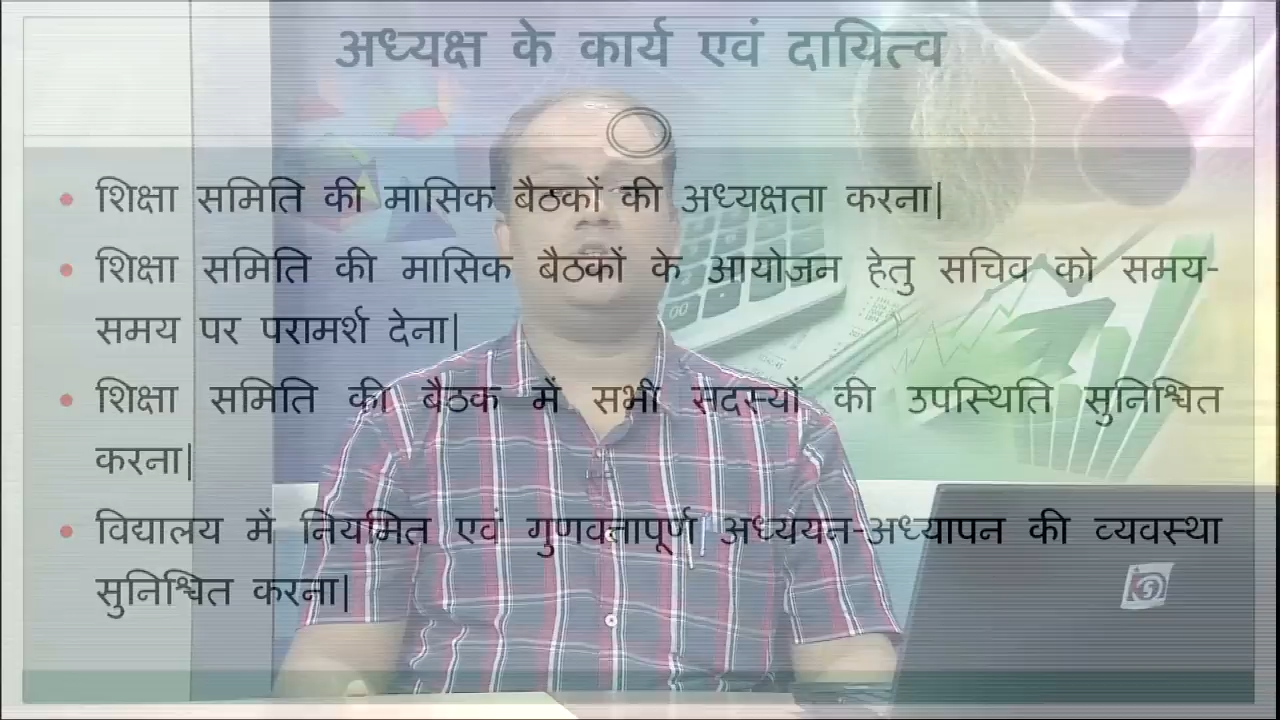 अध्यक्ष के कार्य एवं दायित्व
• शिक्षा समिति की मासिक बैठकों की अध्यक्षता करना|
• शिक्षा समिति की मासिक बैठकों के आयोजन हेतु सचिव को समय-
समय पर परामर्श देना|
• शिक्षा समिति की बैठक में सभी सदस्यों की उपस्थिति सुनिश्चित
करना|
• विद्यालय में नियमित एवं गुणवतापूर्ण अध्ययन-अध्यापन की व्यवस्था
सुनिश्चित करना|